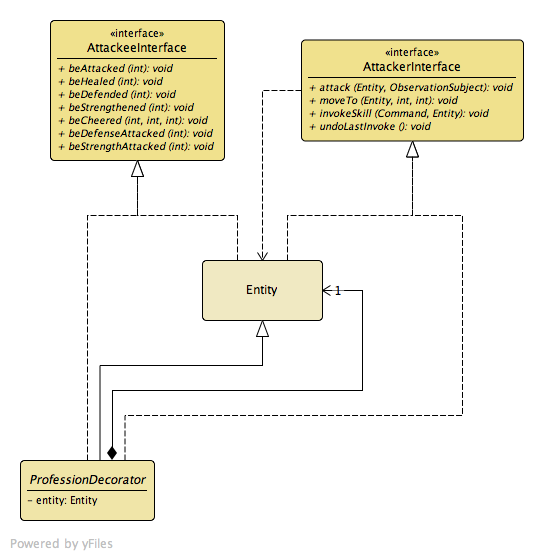 «interface»
AttackeeInterface
+ beAttacked (int): void
+ beHealed (int): void
+ beDefended (int): void
+ beStrengthened (int): void
+ beCheered (int, int, int): void
+ beDefenseAttacked (int): void
+ beStrengthAttacked (int): void
«interface»
AttackerInterface
+ attack (Entity, ObservationSubject): void
+ moveTo (Entity, int, int): void
+ invokeSkill (Command, Entity): void
+ undoLastInvoke (): void
Entity
1
ProfessionDecorator
- entity: Entity
Powered by yFiles